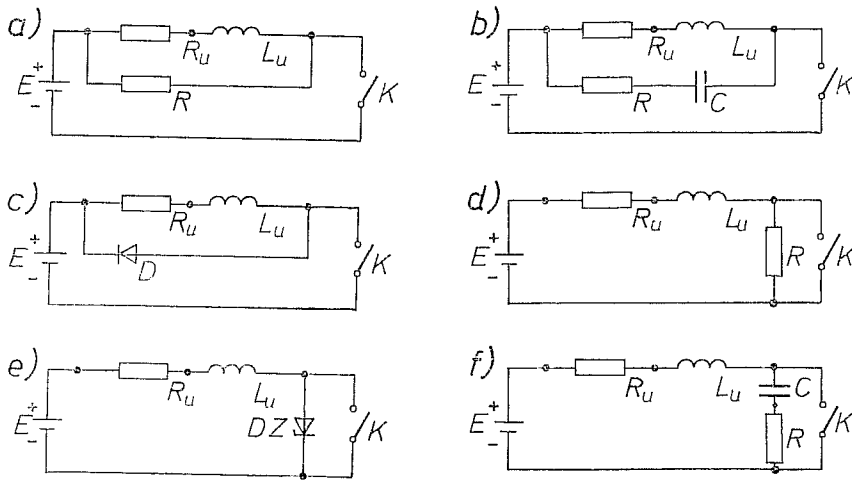 a)
E + -
R_u L_u
R
K
b)
E + -
R_u L_u
R C
K
c)
E + -
R_u L_u
D
K
d)
E + -
R_u L_u
R
K
e)
E + -
R_u L_u
DZ
K
f)
E + -
R_u L_u
C
R
K